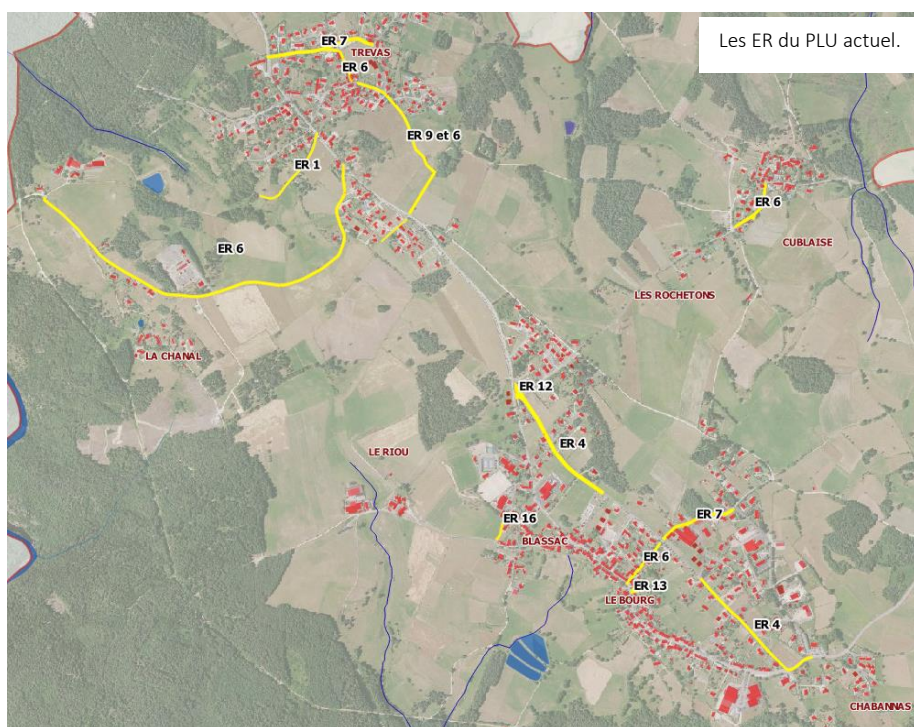 Les ER du PLU actuel.
ER 7
TREVAS
ER 6
ER 9 et 6
ER 1
ER 6
ER 6
CUBLAISE
LES ROCHETONS
LA CHANAL
ER 12
ER 4
LE RIOU
ER 16
BLASSAC
ER 7
ER 6
ER 13
LE BOURG
ER 4
CHABANNAS